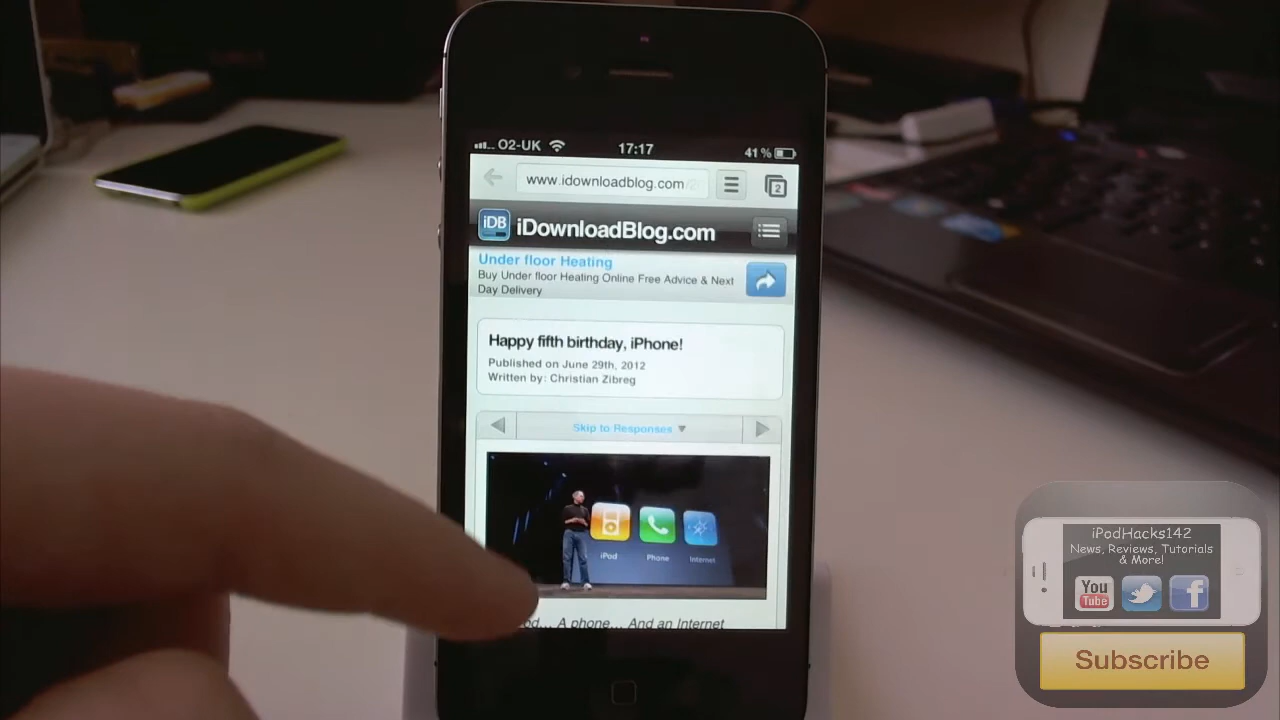 O2-UK
17:17
41%
www.idownloadblog.com
2
iDB iDownloadBlog.com
Under floor Heating
Buy Under floor Heating Online Free Advice & Next
Day Delivery
Happy fifth birthday, iPhone!
Published on June 29th, 2012
Written by: Christian Zibreg
Skip to Responses
iPod
Phone
Internet
A phone... And an Internet
iPodHacks142
News, Reviews, Tutorials
& More!
You
Tube
f
Subscribe